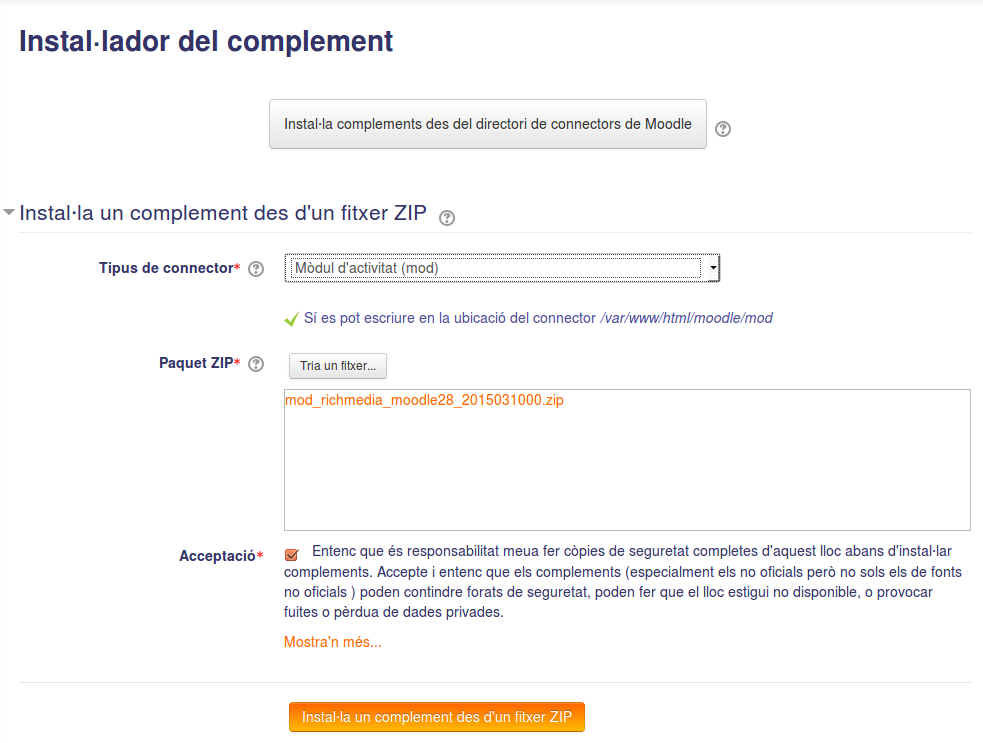 Instal·lador del complement
Instal·la complements des del directori de connectors de Moodle
Instal·la un complement des d'un fitxer ZIP
Tipus de connector*
Mòdul d'activitat (mod)
Sí es pot escriure en la ubicació del connector /var/www/html/moodle/mod
Paquet ZIP*
Tria un fitxer...
mod_richmedia_moodle28_2015031000.zip
Acceptació*
Entenc que és responsabilitat meua fer còpies de seguretat completes d'aquest lloc abans d'instal·lar
complements. Accepte i entenc que els complements (especialment els no oficials però no sols els de fonts
no oficials ) poden contindre forats de seguretat, poden fer que el lloc estigui no disponible, o provocar
fuites o pèrdua de dades privades.
Mostra'n més...
Instal·la un complement des d'un fitxer ZIP